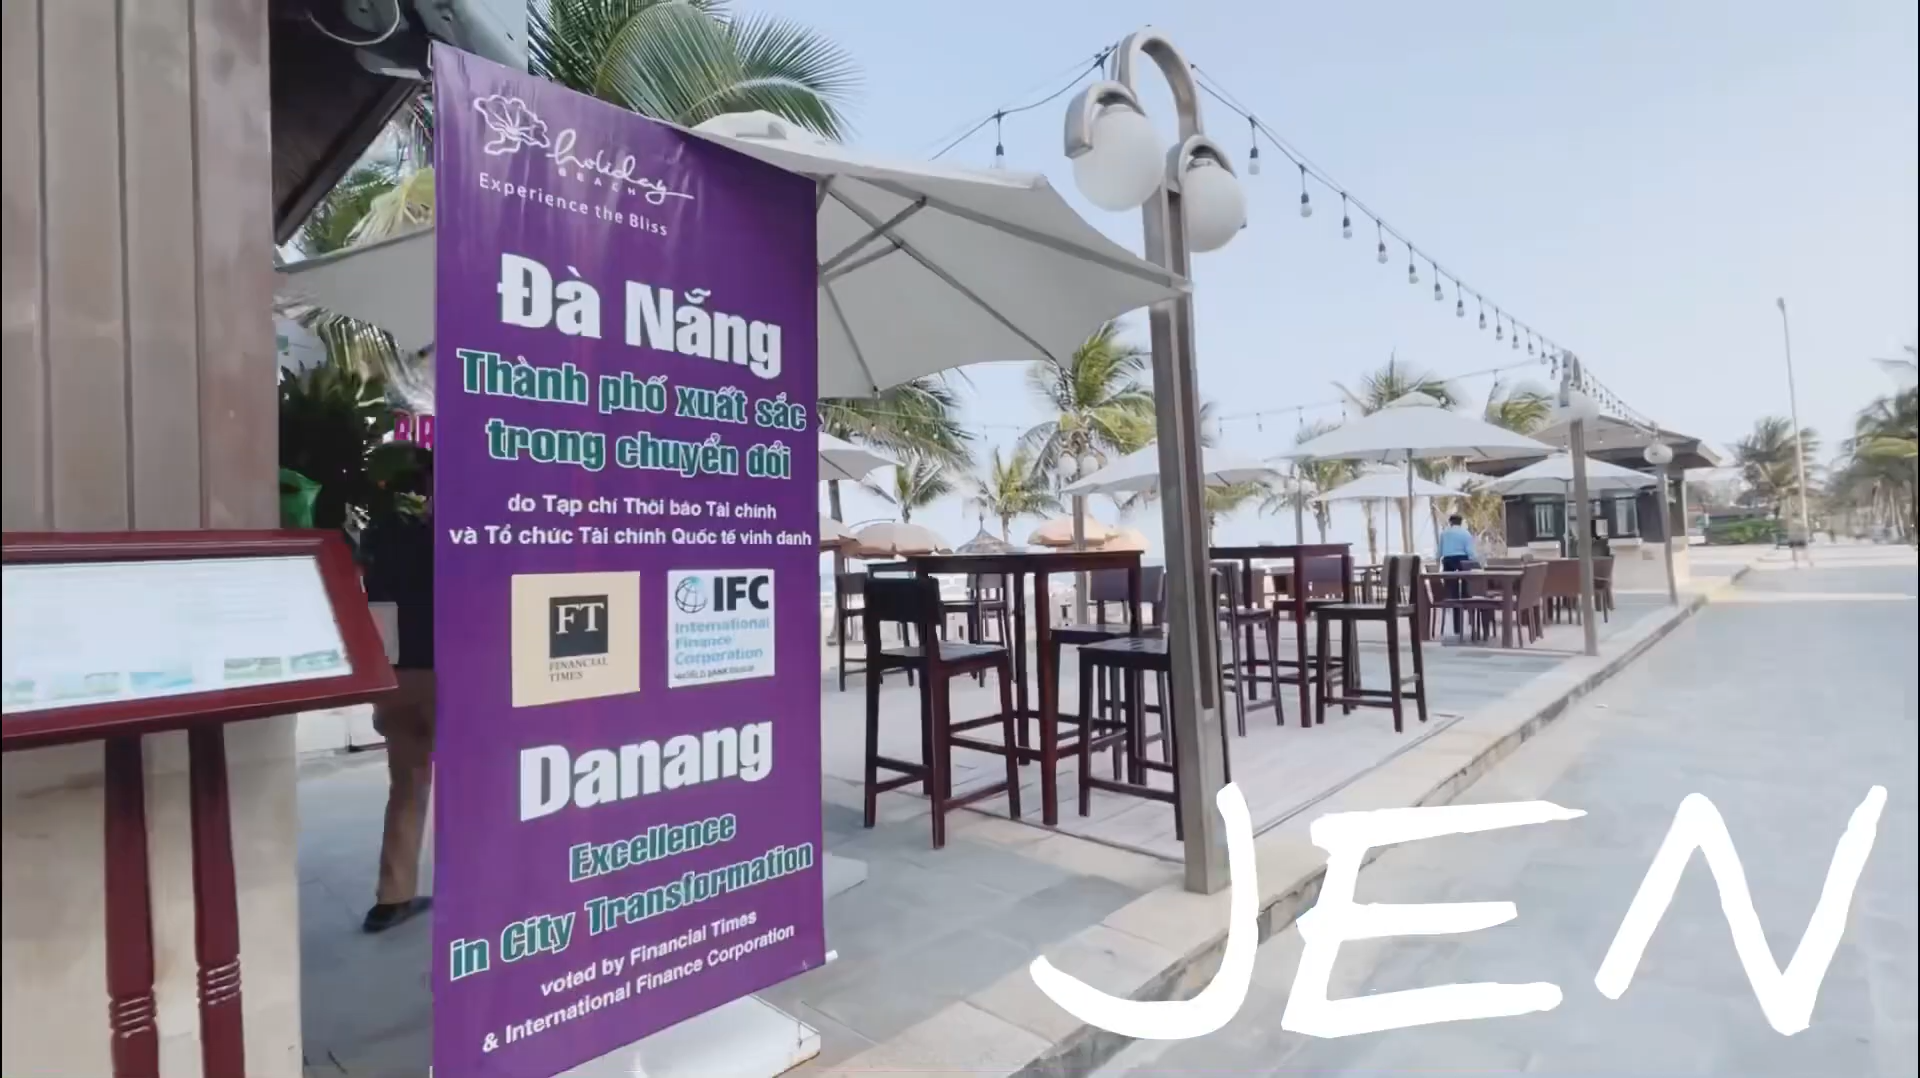 holiday
BEACH
Experience the Bliss
Đà Nẵng
Thành phố xuất sắc
trong chuyển đổi
do Tạp chí Thời báo Tài chính
và Tổ chức Tài chính Quốc tế vinh danh
FT
FINANCIAL
TIMES
IFC
International
Finance
Corporation
WORLD BANK GROUP
Danang
Excellence
in City Transformation
voted by Financial Times
& International Finance Corporation
JEN